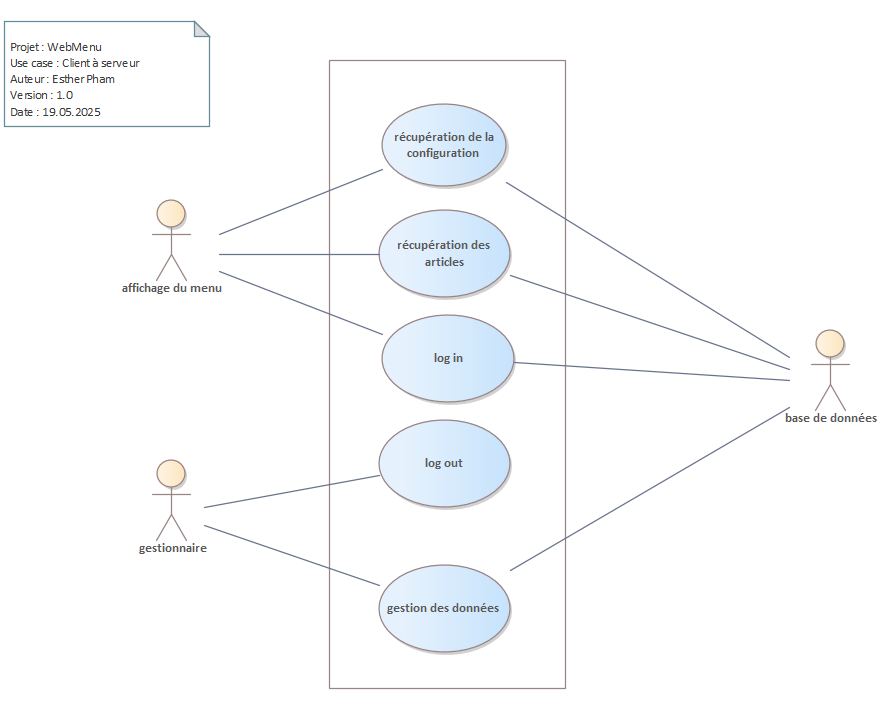 Projet : WebMenu
Use case : Client à serveur
Auteur : Esther Pham
Version : 1.0
Date : 19.05.2025
récupération de la
configuration
récupération des
articles
affichage du menu
log in
base de données
log out
gestionnaire
gestion des données